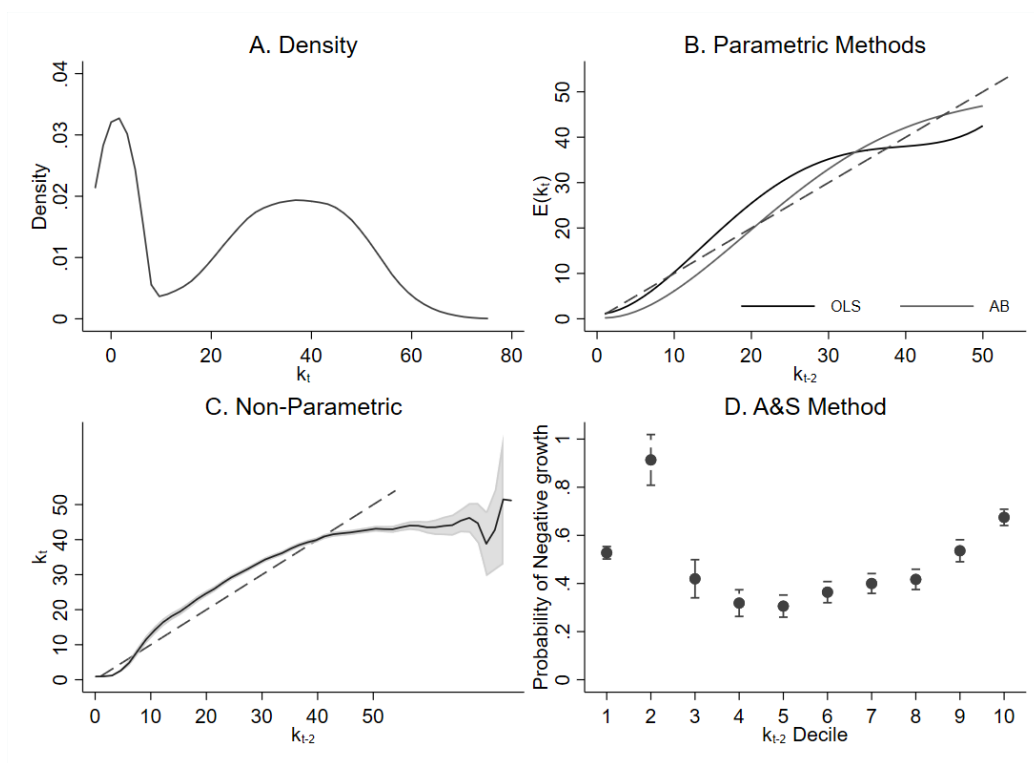 A. Density
Density
.04
.03
.02
.01
0
0 20 40 60 80
kₜ
B. Parametric Methods
E(kₜ)
50
40
30
20
10
0
OLS AB
0 10 20 30 40 50
kₜ₋₂
C. Non-Parametric
kₜ
50
40
30
20
10
0
0 10 20 30 40 50
kₜ₋₂
D. A&S Method
Probability of Negative growth
1
.8
.6
.4
.2
0
1 2 3 4 5 6 7 8 9 10
kₜ₋₂ Decile